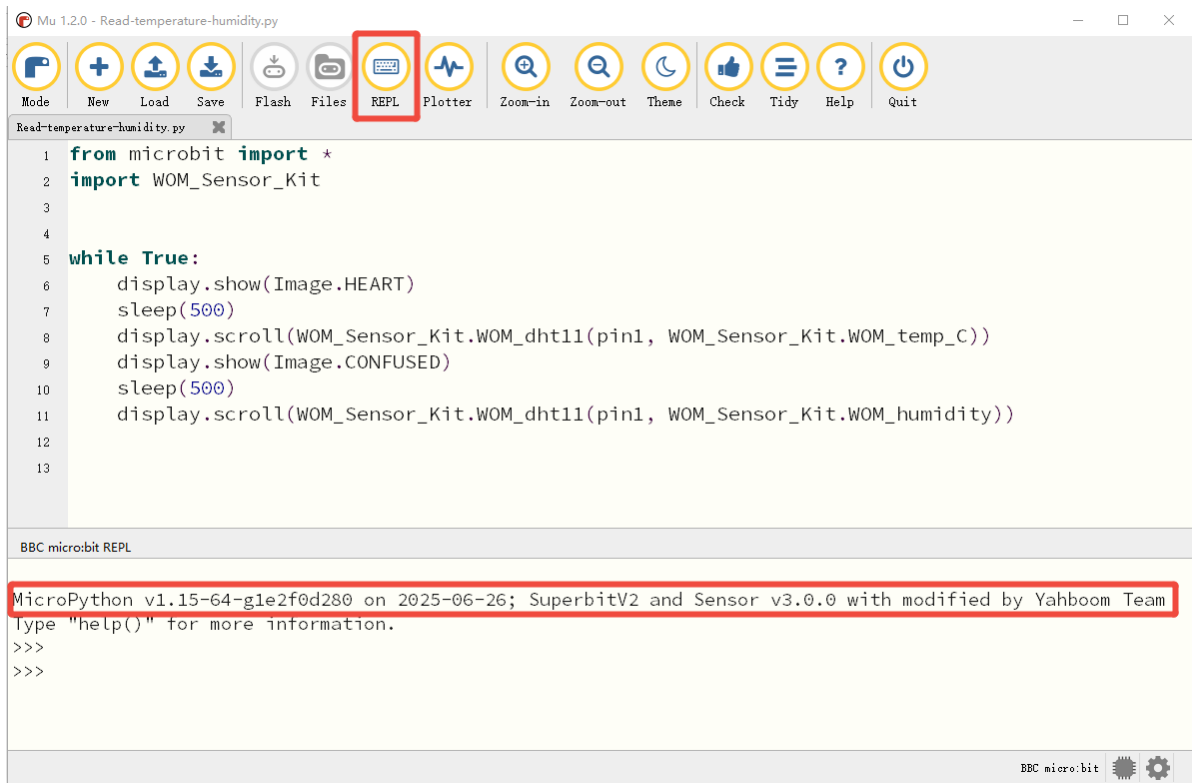 Mu 1.2.0 - Read-temperature-humidity.py
Mode New Load Save Flash Files REPL Plotter Zoom-in Zoom-out Theme Check Tidy Help Quit
Read-temperature-humidity.py
1 from microbit import *
2 import WOM_Sensor_Kit
3
4
5 while True:
6     display.show(Image.HEART)
7     sleep(500)
8     display.scroll(WOM_Sensor_Kit.WOM_dht11(pin1, WOM_Sensor_Kit.WOM_temp_C))
9     display.show(Image.CONFUSED)
10     sleep(500)
11     display.scroll(WOM_Sensor_Kit.WOM_dht11(pin1, WOM_Sensor_Kit.WOM_humidity))
12
13
BBC micro:bit REPL
MicroPython v1.15-64-g1e2f0d280 on 2025-06-26; SuperbitV2 and Sensor v3.0.0 with modified by Yahboom Team
Type "help()" for more information.
>>>
>>>
BBC micro:bit